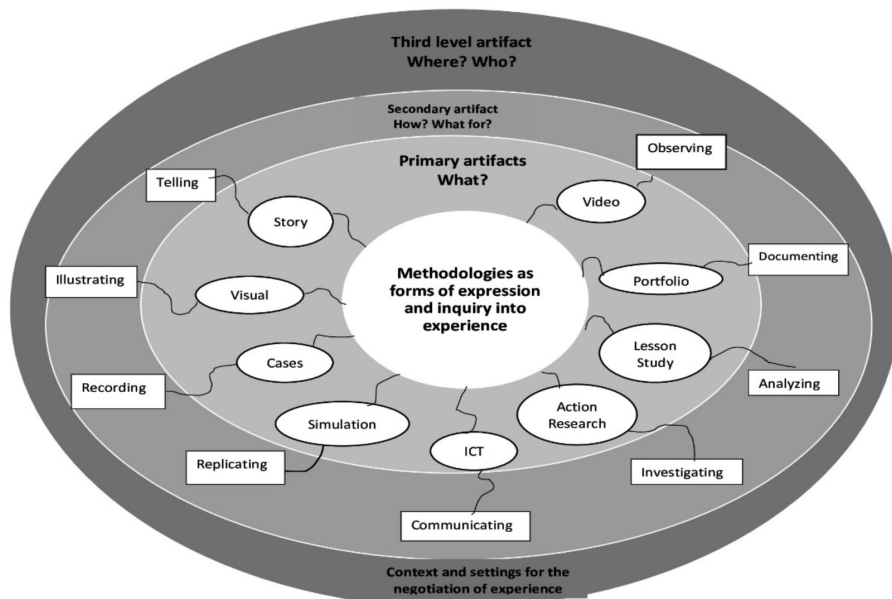 Third level artifact
Where? Who?
Secondary artifact
How? What for?
Primary artifacts
What?
Observing
Telling
Video
Story
Documenting
Illustrating
Visual
Methodologies as
forms of expression
and inquiry into
experience
Portfolio
Cases
Lesson
Study
Recording
Analyzing
Simulation
Action
Research
ICT
Replicating
Investigating
Communicating
Context and settings for the
negotiation of experience